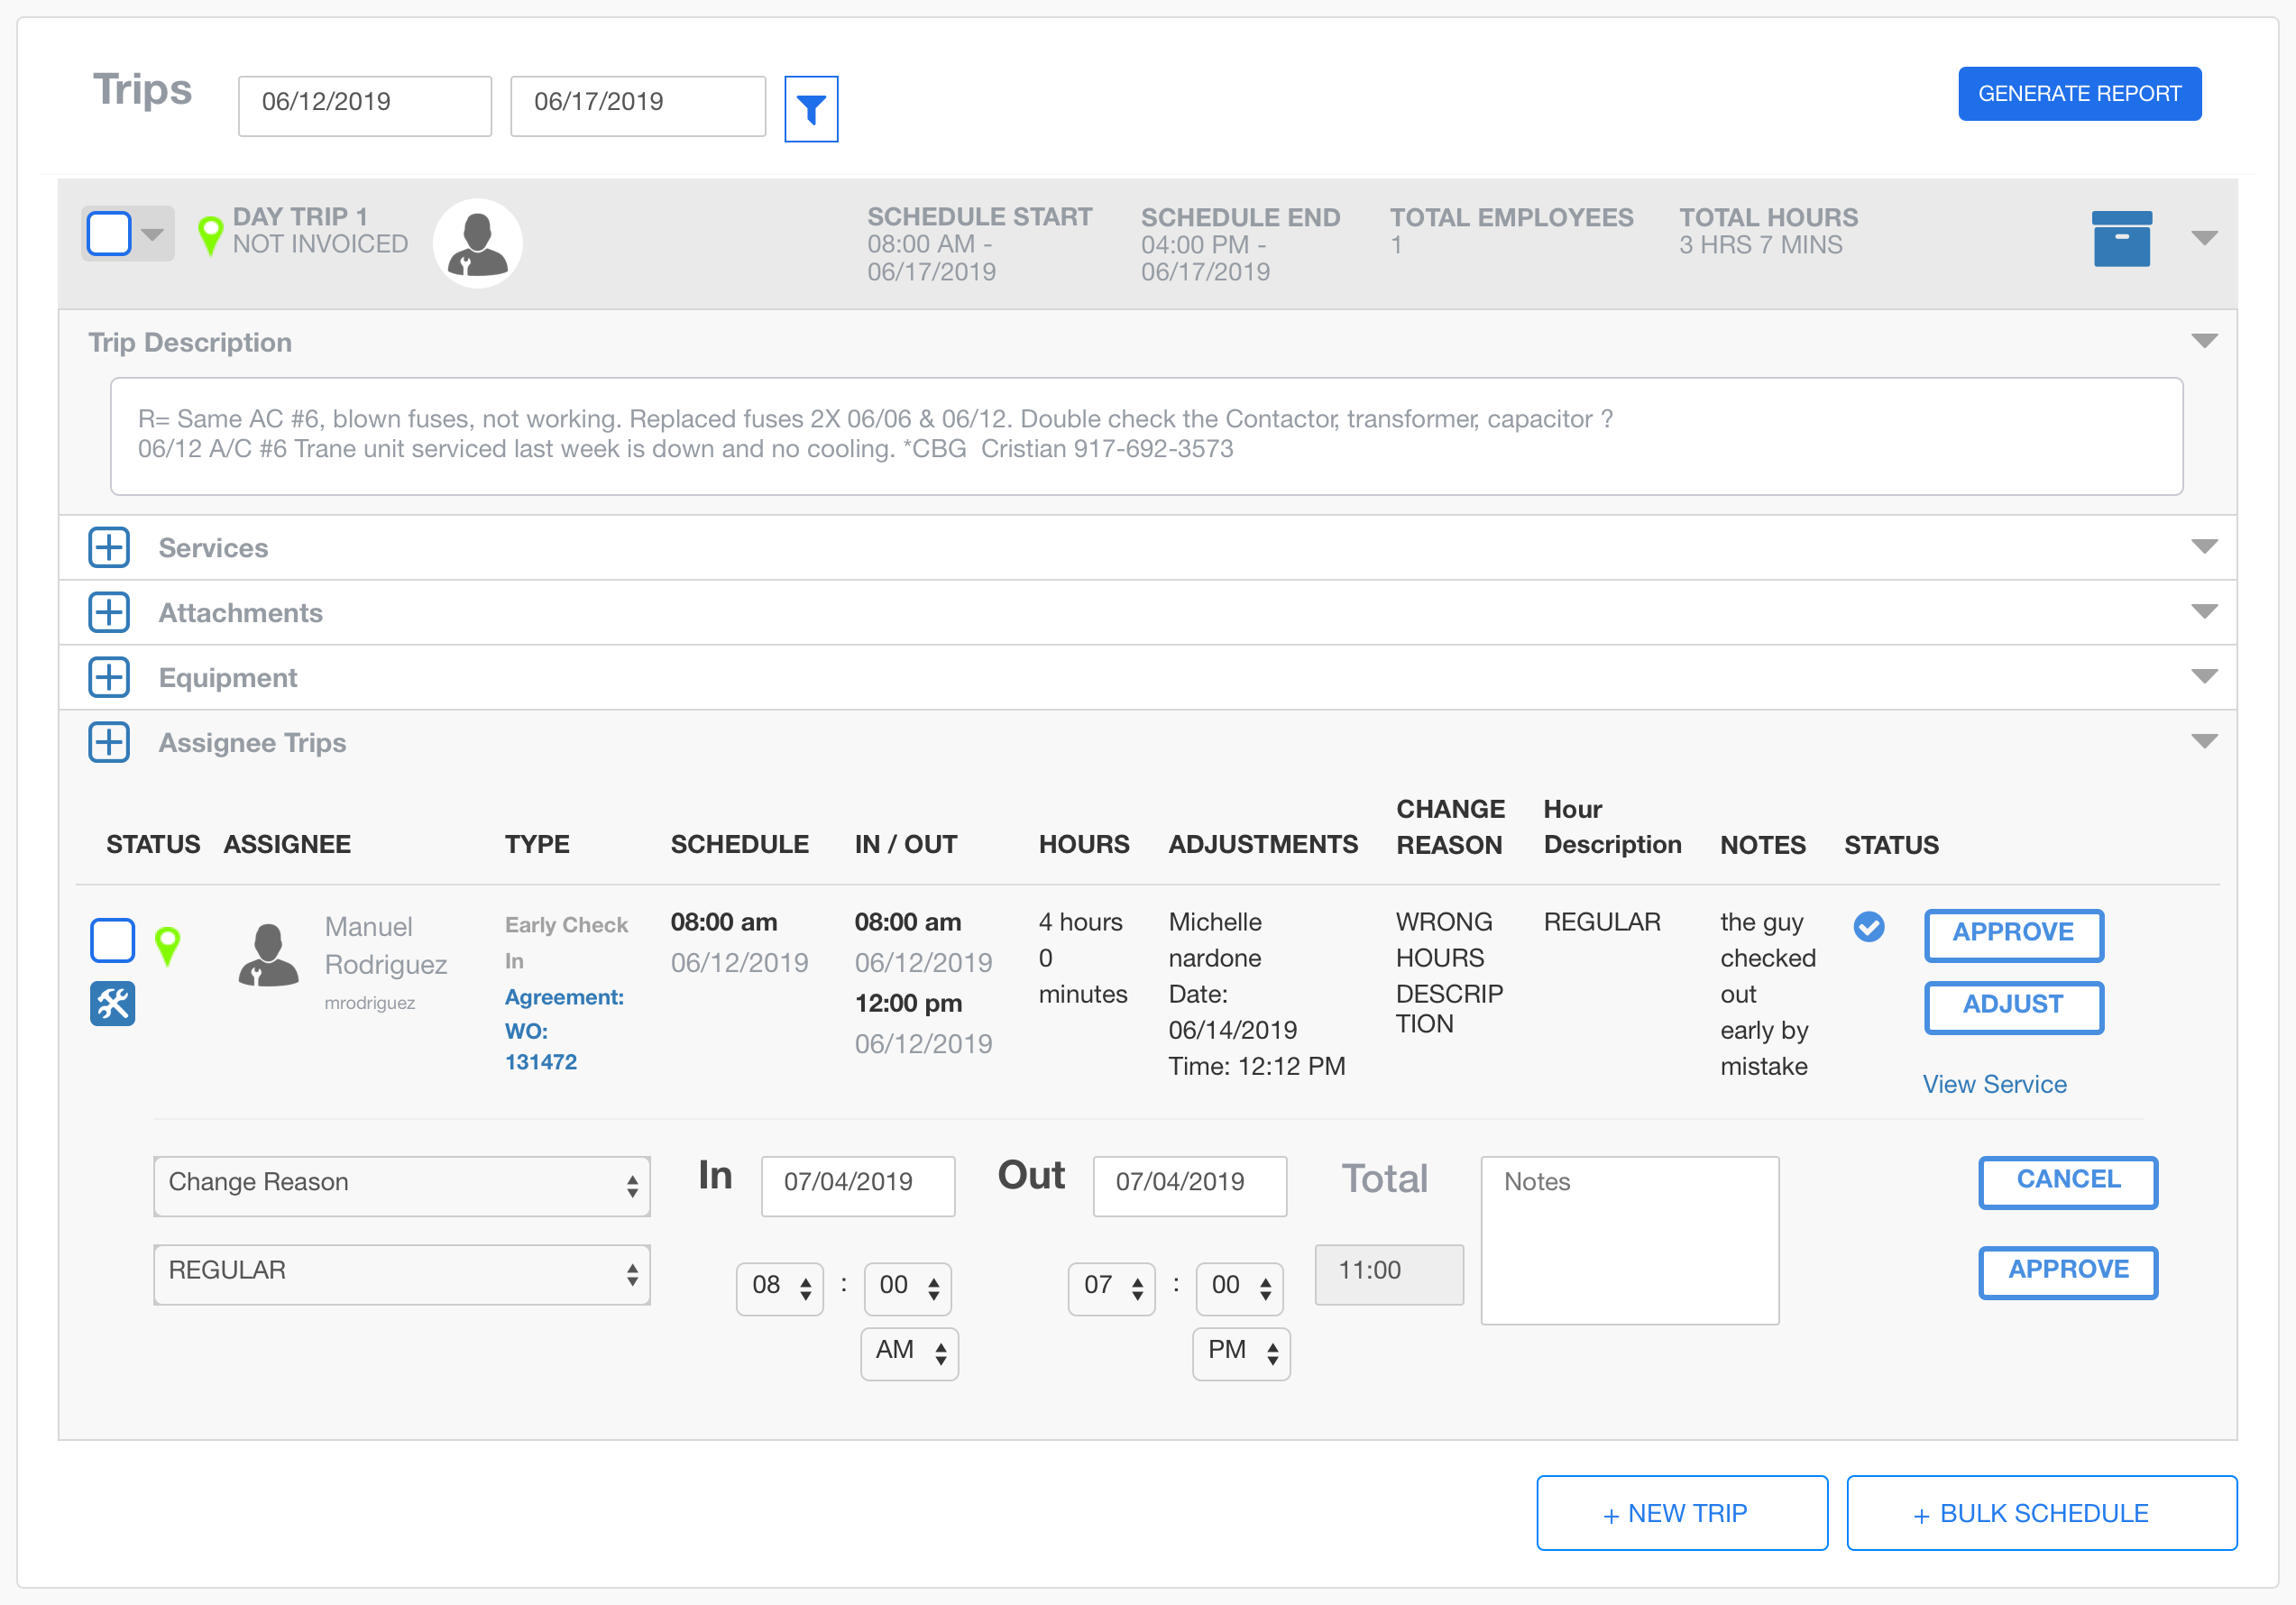 Trips
06/12/2019
06/17/2019
GENERATE REPORT
DAY TRIP 1
NOT INVOICED
SCHEDULE START
08:00 AM -
06/17/2019
SCHEDULE END
04:00 PM -
06/17/2019
TOTAL EMPLOYEES
1
TOTAL HOURS
3 HRS 7 MINS
Trip Description
R= Same AC #6, blown fuses, not working. Replaced fuses 2X 06/06 & 06/12. Double check the Contactor, transformer, capacitor ?
06/12 A/C #6 Trane unit serviced last week is down and no cooling. *CBG  Cristian 917-692-3573
Services
Attachments
Equipment
Assignee Trips
STATUS
ASSIGNEE
TYPE
SCHEDULE
IN / OUT
HOURS
ADJUSTMENTS
CHANGE
REASON
Hour
Description
NOTES
STATUS
Manuel
Rodriguez
mrodriguez
Early Check
In
Agreement:
WO:
131472
08:00 am
06/12/2019
08:00 am
06/12/2019
12:00 pm
06/12/2019
4 hours
0
minutes
Michelle
nardone
Date:
06/14/2019
Time: 12:12 PM
WRONG
HOURS
DESCRIP
TION
REGULAR
the guy
checked
out
early by
mistake
APPROVE
ADJUST
View Service
Change Reason
REGULAR
In
07/04/2019
08 : 00
AM
Out
07/04/2019
07 : 00
PM
Total
11:00
Notes
CANCEL
APPROVE
+ NEW TRIP
+ BULK SCHEDULE